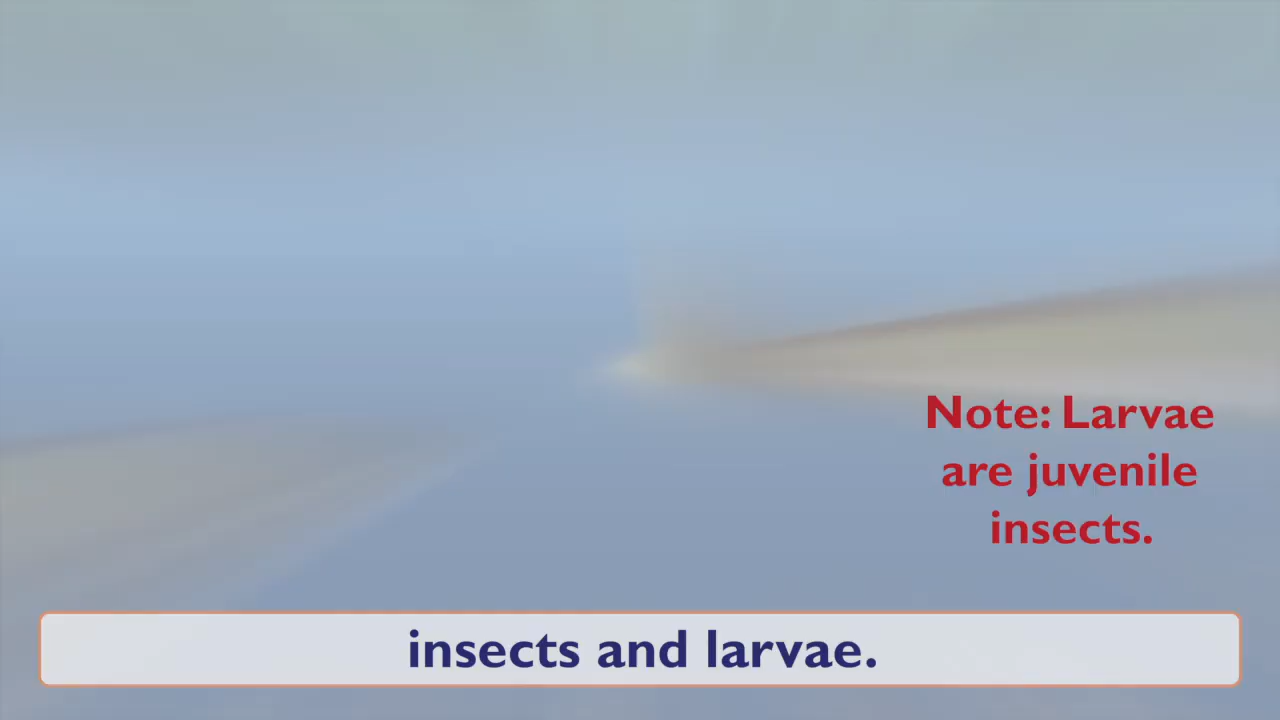 Note: Larvae
are juvenile
insects.
insects and larvae.